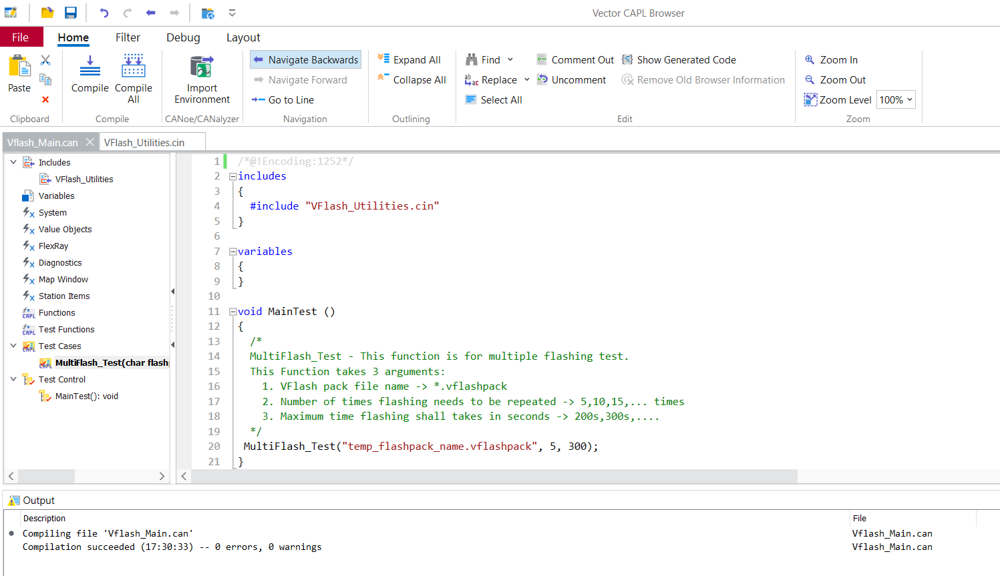 Vector CAPL Browser
File Home Filter Debug Layout
Paste
Clipboard
Compile
Compile All
Compile
Import Environment
CANoe/CANalyzer
Navigate Backwards
Navigate Forward
Go to Line
Navigation
Expand All
Collapse All
Outlining
Find
Replace
Select All
Comment Out
Uncomment
Show Generated Code
Remove Old Browser Information
Edit
Zoom In
Zoom Out
Zoom Level 100%
Zoom
Vflash_Main.can VFlash_Utilities.cin
Includes
VFlash_Utilities
Variables
System
Value Objects
FlexRay
Diagnostics
Map Window
Station Items
Functions
Test Functions
Test Cases
MultiFlash_Test(char flash
Test Control
MainTest(): void
1 /*@!Encoding:1252*/
2 includes
3 {
4 #include "VFlash_Utilities.cin"
5 }
6
7 variables
8 {
9 }
10
11 void MainTest ()
12 {
13 /*
14 MultiFlash_Test - This function is for multiple flashing test.
15 This Function takes 3 arguments:
16 1. VFlash pack file name -> *.vflashpack
17 2. Number of times flashing needs to be repeated -> 5,10,15,... times
18 3. Maximum time flashing shall takes in seconds -> 200s,300s,....
19 */
20 MultiFlash_Test("temp_flashpack_name.vflashpack", 5, 300);
21 }
Output
Description File
Compiling file 'Vflash_Main.can' Vflash_Main.can
Compilation succeeded (17:30:33) -- 0 errors, 0 warnings Vflash_Main.can